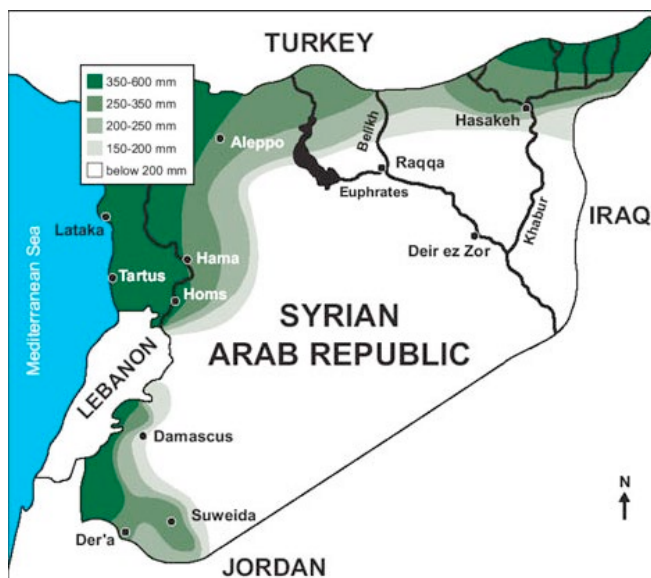 TURKEY
350-600 mm
250-350 mm
200-250 mm
150-200 mm
below 200 mm
Aleppo
Belikh
Hasakeh
Raqqa
Euphrates
Khabur
IRAQ
Lataka
Deir ez Zor
Hama
Tartus
Homs
Mediterranean Sea
SYRIAN
ARAB REPUBLIC
LEBANON
Damascus
Suweida
Der'a
N
JORDAN